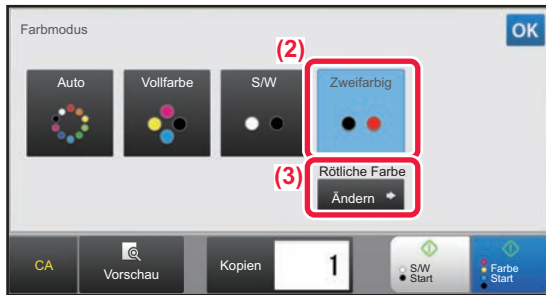 Farbmodus
OK
(2)
Auto
Vollfarbe
S/W
Zweifarbig
(3)
Rötliche Farbe
Ändern
CA
Vorschau
Kopien
1
S/W
Start
Farbe
Start